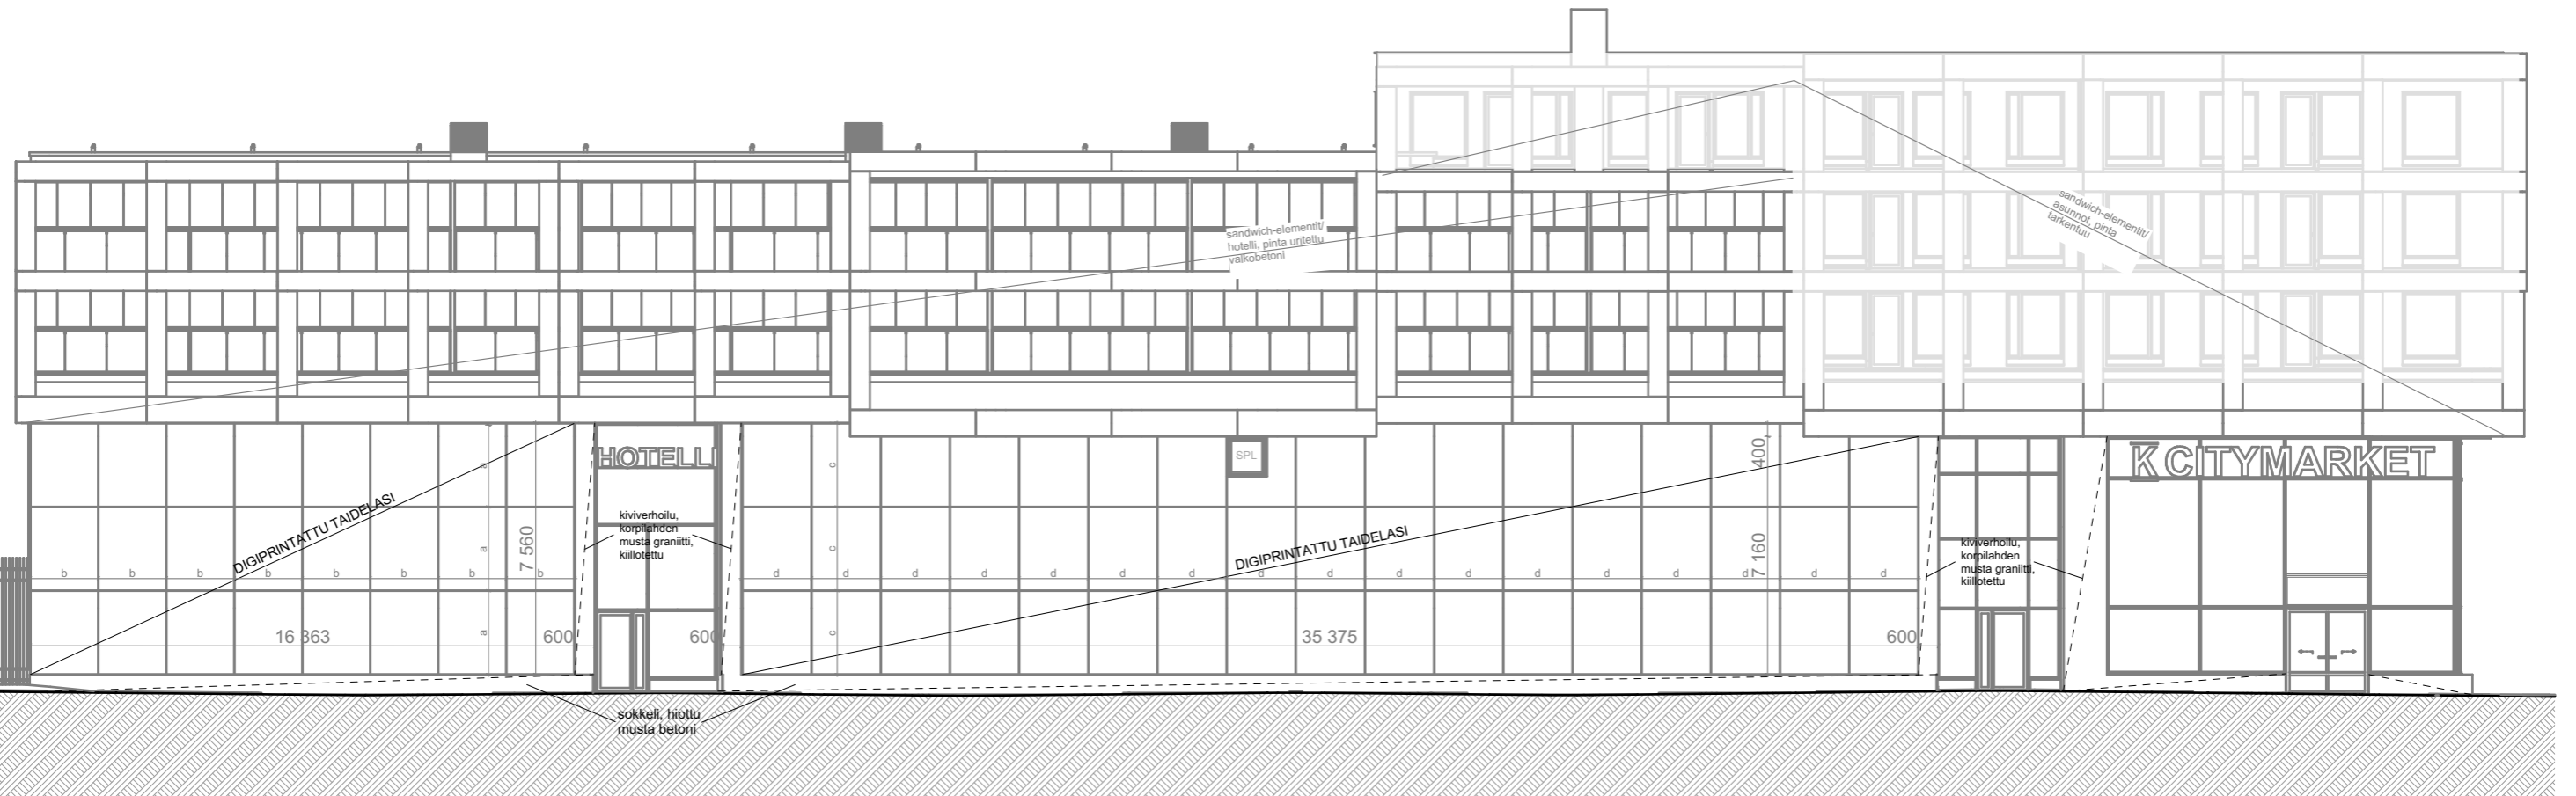 sandwich-elementit/
hotelli, pinta uritettu
valkobetoni
sandwich-elementit/
asunnot, pinta
tarkentuu
HOTELLI
SPL
K CITYMARKET
DIGIPRINTATTU TAIDELASI
kiviverhoilu,
korpilahden
musta graniitti,
kiillotettu
DIGIPRINTATTU TAIDELASI
kiviverhoilu,
korpilahden
musta graniitti,
kiillotettu
a
a
a
7 560
c
c
c
400
7 160
b b b b b b b b
d d d d d d d d d d d d d d d d d
16 363
600
600
35 375
600
sokkeli, hiottu
musta betoni